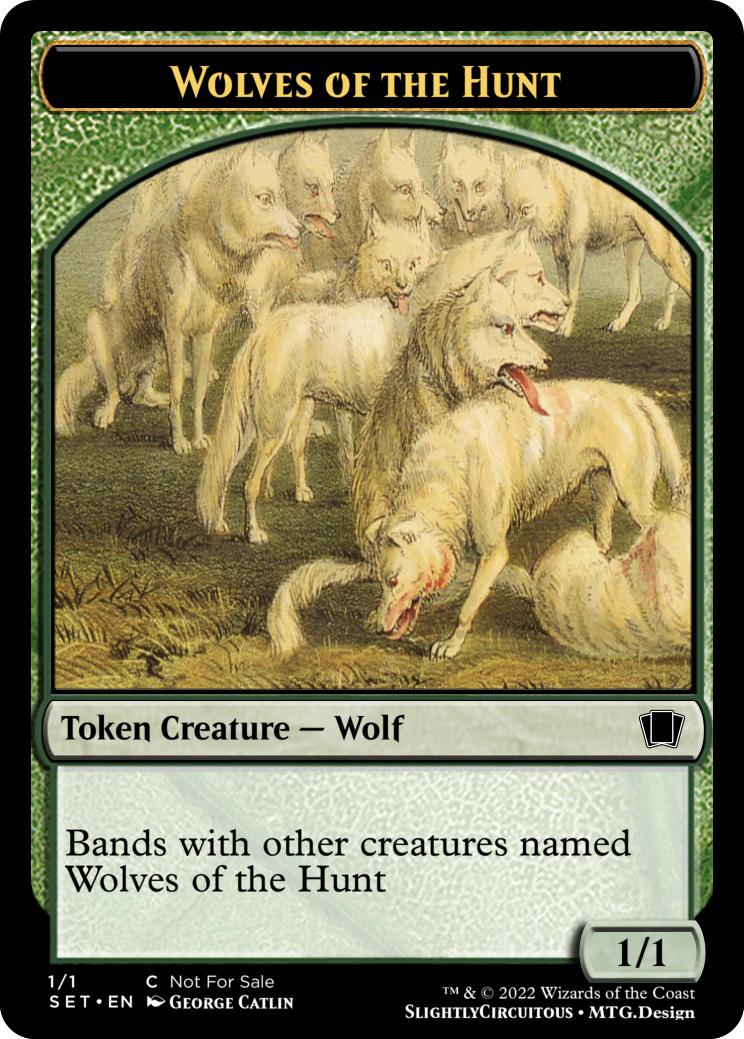 Wolves of the Hunt
Token Creature — Wolf
Bands with other creatures named
Wolves of the Hunt
1/1
1/1 C Not For Sale
SET • EN George Catlin
™ & © 2022 Wizards of the Coast
SlightlyCircuitous • MTG.Design